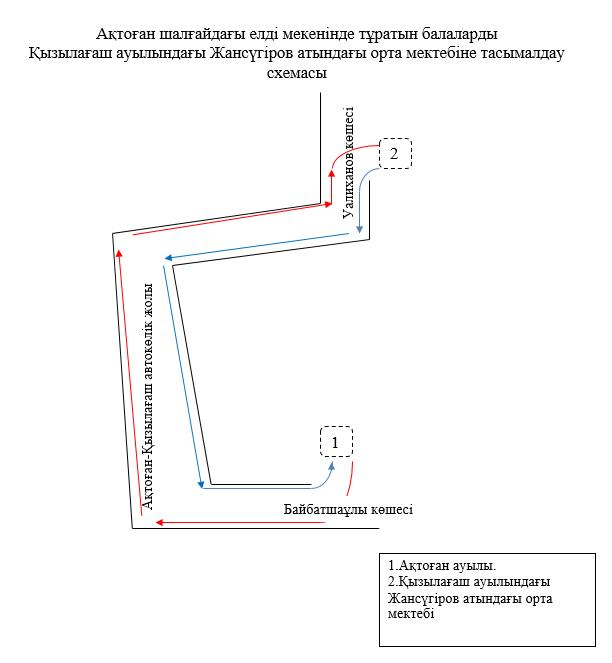 Ақтоған шалғайдағы елді мекенінде тұратын балаларды
Қызылағаш ауылындағы Жансүгіров атындағы орта мектебіне тасымалдау
схемасы
Уалиханов көшесі
2
Ақтоған-Қызылағаш автокөлік жолы
1
Байбатшаұлы көшесі
1.Ақтоған ауылы.
2.Қызылағаш ауылындағы
Жансүгіров атындағы орта
мектебі